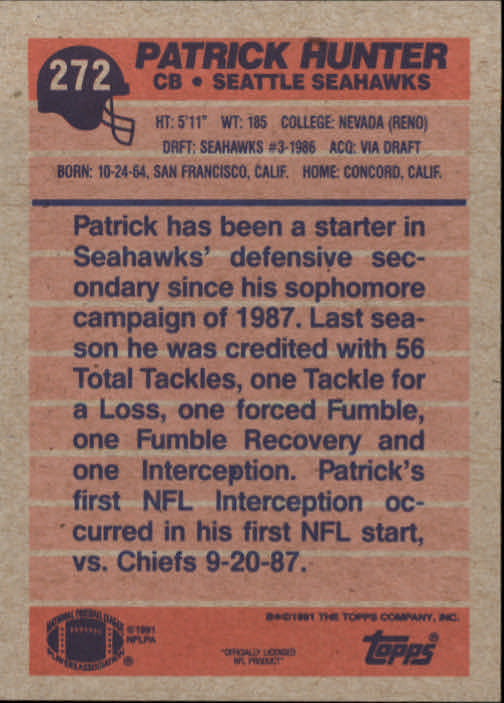 272
PATRICK HUNTER
CB • SEATTLE SEAHAWKS
HT: 5'11" WT: 185 COLLEGE: NEVADA (RENO)
DRFT: SEAHAWKS #3-1986 ACQ: VIA DRAFT
BORN: 10-24-64, SAN FRANCISCO, CALIF. HOME: CONCORD, CALIF.
Patrick has been a starter in
Seahawks' defensive sec-
ondary since his sophomore
campaign of 1987. Last sea-
son he was credited with 56
Total Tackles, one Tackle for
a Loss, one forced Fumble,
one Fumble Recovery and
one Interception. Patrick's
first NFL Interception oc-
curred in his first NFL start,
vs. Chiefs 9-20-87.
NATIONAL FOOTBALL LEAGUE
PLAYERS ASSOCIATION ®
©1991
NFLPA
"OFFICIALLY LICENSED
NFL PRODUCT"
®©1991 THE TOPPS COMPANY, INC.
Topps®